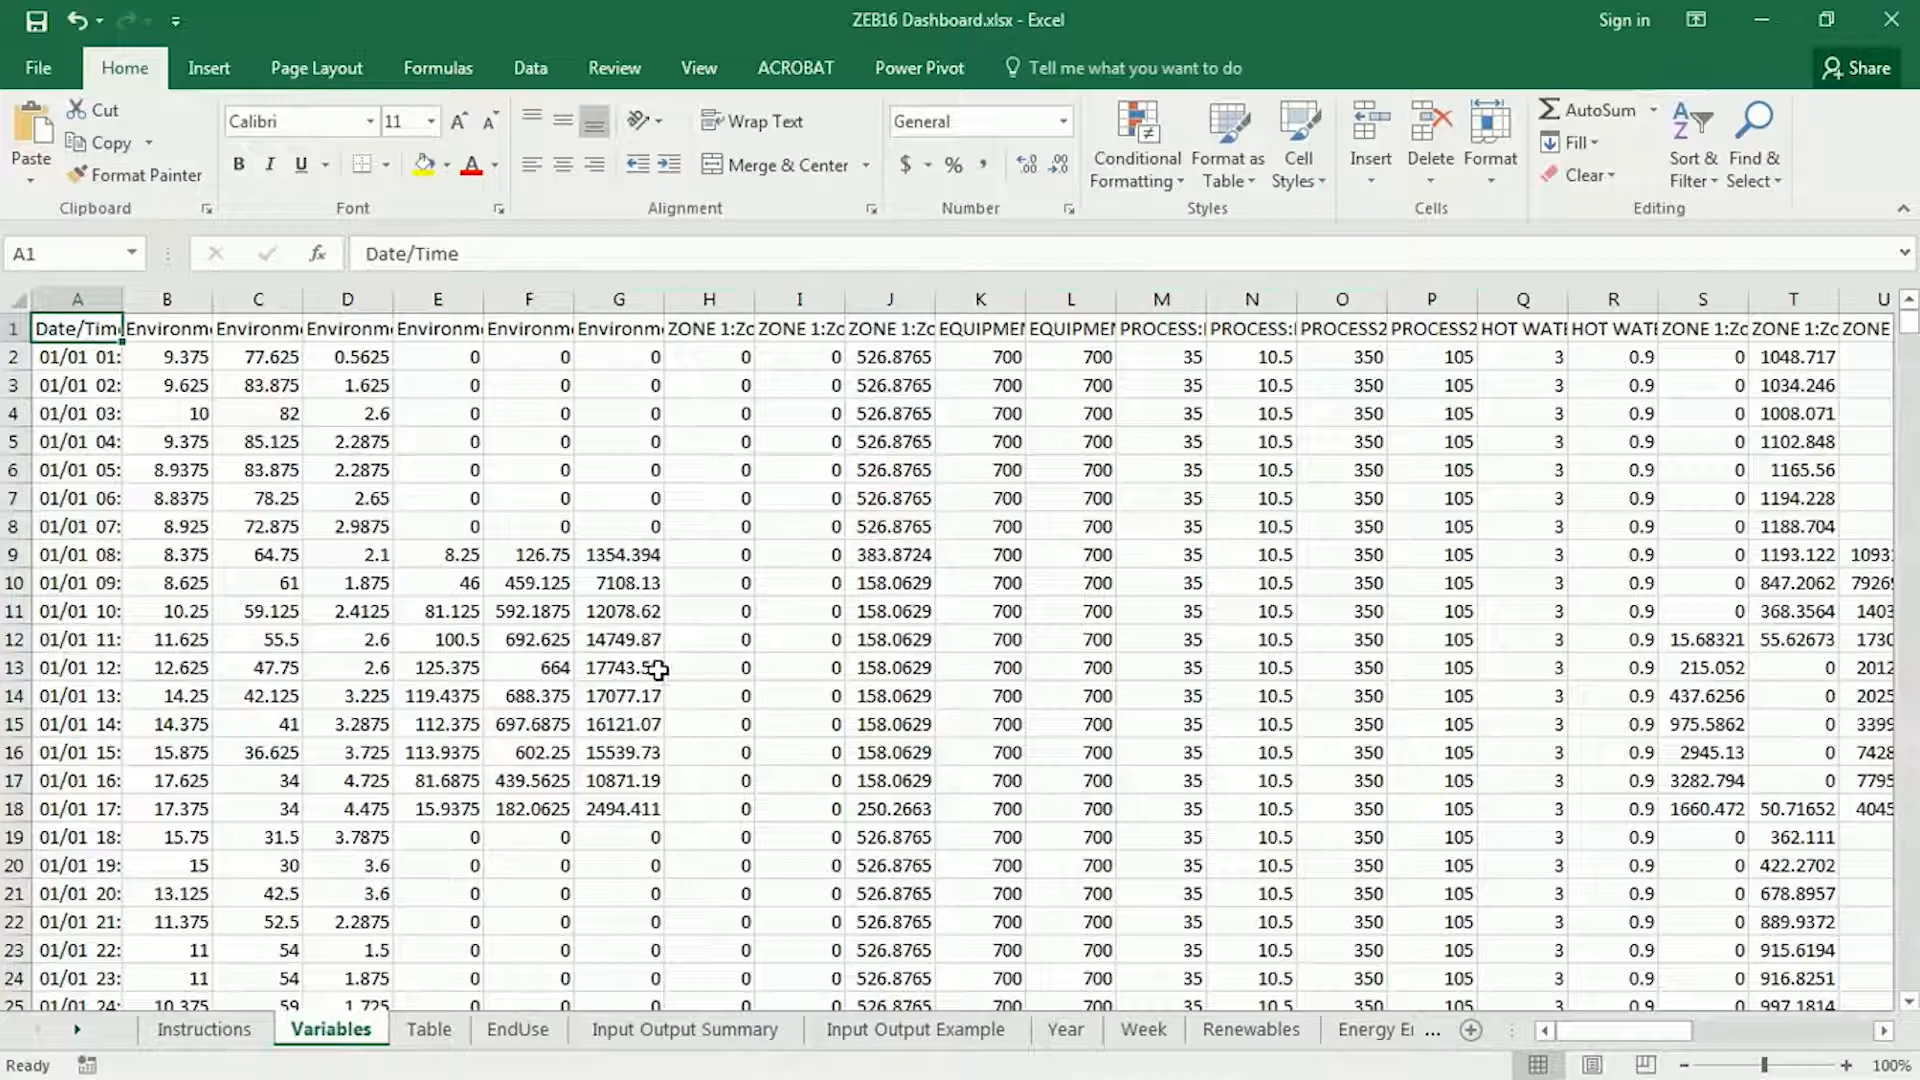 ZEB16 Dashboard.xlsx - Excel
Sign in
File Home Insert Page Layout Formulas Data Review View ACROBAT Power Pivot Tell me what you want to do Share
Paste Cut Copy Format Painter Clipboard
Calibri 11 B I U A Font
Wrap Text Merge & Center Alignment
General $ % , Number
Conditional Formatting Format as Table Cell Styles Styles
Insert Delete Format Cells
AutoSum Fill Clear Sort & Filter Find & Select Editing
A1 fx Date/Time
A B C D E F G H I J K L M N O P Q R S T U
1 Date/Tim Environm Environm Environm Environm Environm Environm ZONE 1:Zo ZONE 1:Zo ZONE 1:Zo EQUIPMEN EQUIPMEN PROCESS: PROCESS: PROCESS2 PROCESS2 HOT WATE HOT WATE ZONE 1:Zo ZONE 1:Zo ZONE
2 01/01 01: 9.375 77.625 0.5625 0 0 0 0 0 526.8765 700 700 35 10.5 350 105 3 0.9 0 1048.717
3 01/01 02: 9.625 83.875 1.625 0 0 0 0 0 526.8765 700 700 35 10.5 350 105 3 0.9 0 1034.246
4 01/01 03: 10 82 2.6 0 0 0 0 0 526.8765 700 700 35 10.5 350 105 3 0.9 0 1008.071
5 01/01 04: 9.375 85.125 2.2875 0 0 0 0 0 526.8765 700 700 35 10.5 350 105 3 0.9 0 1102.848
6 01/01 05: 8.9375 83.875 2.2875 0 0 0 0 0 526.8765 700 700 35 10.5 350 105 3 0.9 0 1165.56
7 01/01 06: 8.8375 78.25 2.65 0 0 0 0 0 526.8765 700 700 35 10.5 350 105 3 0.9 0 1194.228
8 01/01 07: 8.925 72.875 2.9875 0 0 0 0 0 526.8765 700 700 35 10.5 350 105 3 0.9 0 1188.704
9 01/01 08: 8.375 64.75 2.1 8.25 126.75 1354.394 0 0 383.8724 700 700 35 10.5 350 105 3 0.9 0 1193.122 1093
10 01/01 09: 8.625 61 1.875 46 459.125 7108.13 0 0 158.0629 700 700 35 10.5 350 105 3 0.9 0 847.2062 7926
11 01/01 10: 10.25 59.125 2.4125 81.125 592.1875 12078.62 0 0 158.0629 700 700 35 10.5 350 105 3 0.9 0 368.3564 1403
12 01/01 11: 11.625 55.5 2.6 100.5 692.625 14749.87 0 0 158.0629 700 700 35 10.5 350 105 3 0.9 15.68321 55.62673 1730
13 01/01 12: 12.625 47.75 2.6 125.375 664 17743. 0 0 158.0629 700 700 35 10.5 350 105 3 0.9 215.052 0 2012
14 01/01 13: 14.25 42.125 3.225 119.4375 688.375 17077.17 0 0 158.0629 700 700 35 10.5 350 105 3 0.9 437.6256 0 2025
15 01/01 14: 14.375 41 3.2875 112.375 697.6875 16121.07 0 0 158.0629 700 700 35 10.5 350 105 3 0.9 975.5862 0 3399
16 01/01 15: 15.875 36.625 3.725 113.9375 602.25 15539.73 0 0 158.0629 700 700 35 10.5 350 105 3 0.9 2945.13 0 7428
17 01/01 16: 17.625 34 4.725 81.6875 439.5625 10871.19 0 0 158.0629 700 700 35 10.5 350 105 3 0.9 3282.794 0 7795
18 01/01 17: 17.375 34 4.475 15.9375 182.0625 2494.411 0 0 250.2663 700 700 35 10.5 350 105 3 0.9 1660.472 50.71652 4045
19 01/01 18: 15.75 31.5 3.7875 0 0 0 0 0 526.8765 700 700 35 10.5 350 105 3 0.9 0 362.111
20 01/01 19: 15 30 3.6 0 0 0 0 0 526.8765 700 700 35 10.5 350 105 3 0.9 0 422.2702
21 01/01 20: 13.125 42.5 3.6 0 0 0 0 0 526.8765 700 700 35 10.5 350 105 3 0.9 0 678.8957
22 01/01 21: 11.375 52.5 2.2875 0 0 0 0 0 526.8765 700 700 35 10.5 350 105 3 0.9 0 889.9372
23 01/01 22: 11 54 1.5 0 0 0 0 0 526.8765 700 700 35 10.5 350 105 3 0.9 0 915.6194
24 01/01 23: 11 54 1.875 0 0 0 0 0 526.8765 700 700 35 10.5 350 105 3 0.9 0 916.8251
25 01/01 24: 10.375 59 1.725 0 0 0 0 0 526.8765 700 700 35 10.5 350 105 3 0.9 0 997.1814
Instructions Variables Table EndUse Input Output Summary Input Output Example Year Week Renewables Energy Ei ...
Ready 100%